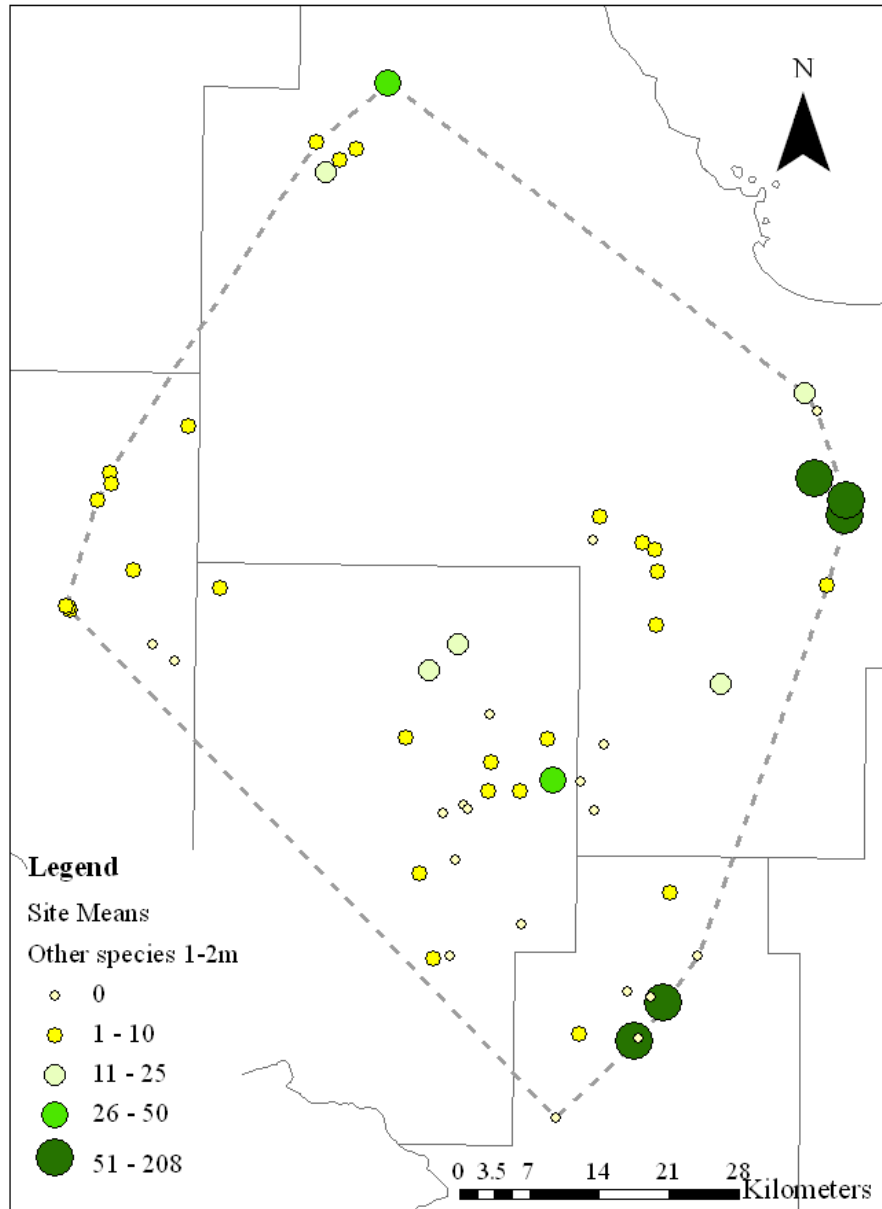 N
Legend
Site Means
Other species 1-2m
0
1 - 10
11 - 25
26 - 50
51 - 208
0 3.5 7 14 21 28
Kilometers